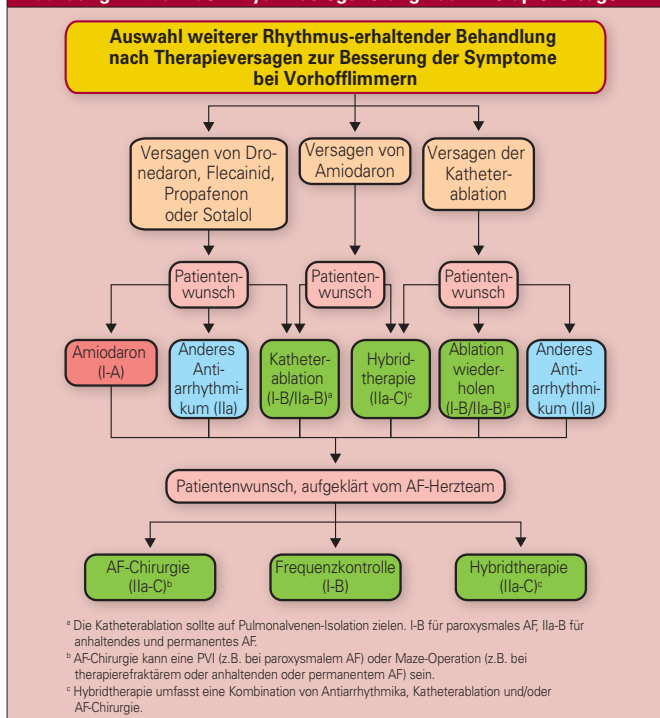 Auswahl weiterer Rhythmus-erhaltender Behandlung
nach Therapieversagen zur Besserung der Symptome
bei Vorhofflimmern
Versagen von Dro-
nedaron, Flecainid,
Propafenon
oder Sotalol
Versagen von
Amiodaron
Versagen der
Katheter-
ablation
Patienten-
wunsch
Patienten-
wunsch
Patienten-
wunsch
Amiodaron
(I-A)
Anderes
Anti-
arrhythmi-
kum (IIa)
Katheter-
ablation
(I-B/IIa-B)ᵃ
Hybrid-
therapie
(IIa-C)ᶜ
Ablation
wieder-
holen
(I-B/IIa-B)ᵃ
Anderes
Anti-
arrhythmi-
kum (IIa)
Patientenwunsch, aufgeklärt vom AF-Herzteam
AF-Chirurgie
(IIa-C)ᵇ
Frequenzkontrolle
(I-B)
Hybridtherapie
(IIa-C)ᶜ
ᵃ Die Katheterablation sollte auf Pulmonalvenen-Isolation zielen. I-B für paroxysmales AF, IIa-B für
anhaltendes und permanentes AF.
ᵇ AF-Chirurgie kann eine PVI (z.B. bei paroxysmalem AF) oder Maze-Operation (z.B. bei
therapierefraktärem oder anhaltenden oder permanentem AF) sein.
ᶜ Hybridtherapie umfasst eine Kombination von Antiarrhythmika, Katheterablation und/oder
AF-Chirurgie.